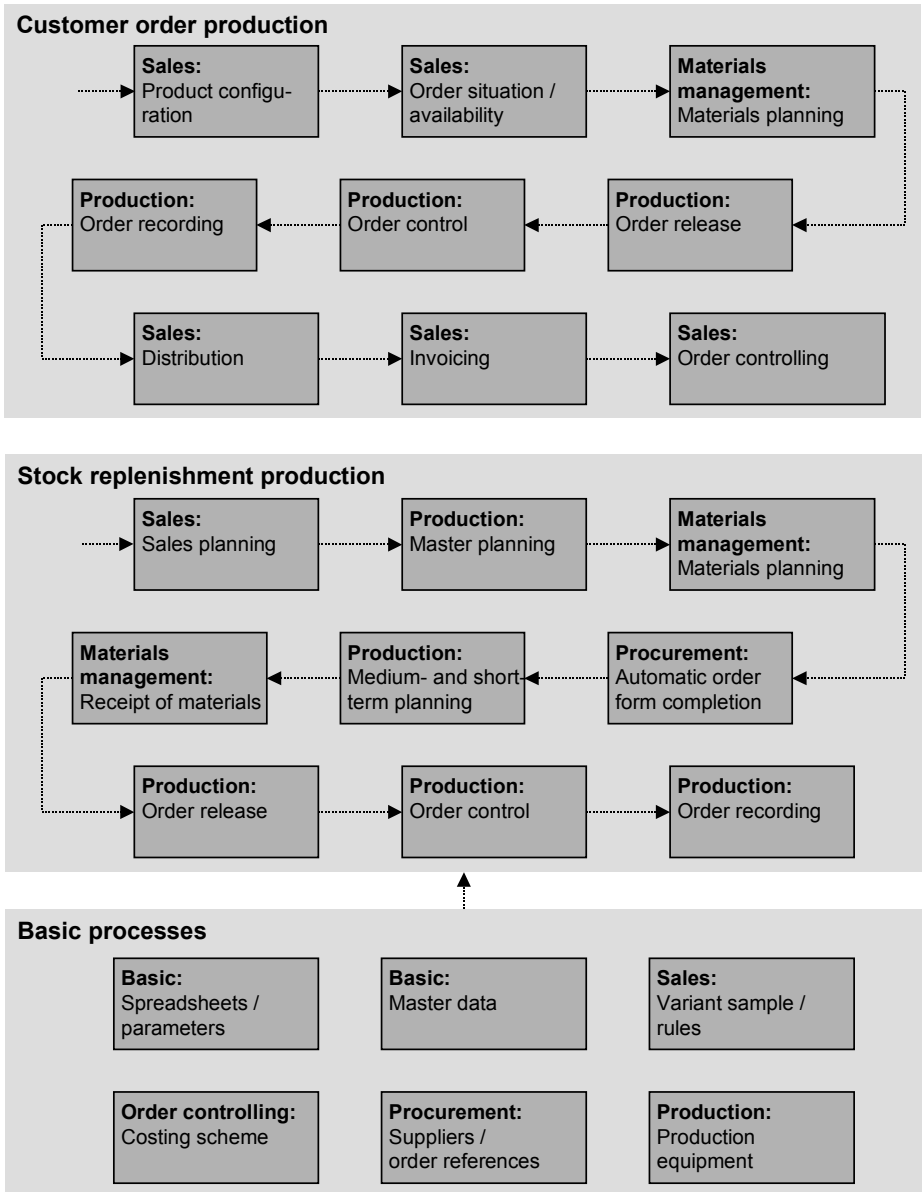 Customer order production
Sales:
Product configu-
ration
Sales:
Order situation /
availability
Materials
management:
Materials planning
Production:
Order recording
Production:
Order control
Production:
Order release
Sales:
Distribution
Sales:
Invoicing
Sales:
Order controlling
Stock replenishment production
Sales:
Sales planning
Production:
Master planning
Materials
management:
Materials planning
Materials
management:
Receipt of materials
Production:
Medium- and short-
term planning
Procurement:
Automatic order
form completion
Production:
Order release
Production:
Order control
Production:
Order recording
Basic processes
Basic:
Spreadsheets /
parameters
Basic:
Master data
Sales:
Variant sample /
rules
Order controlling:
Costing scheme
Procurement:
Suppliers /
order references
Production:
Production
equipment